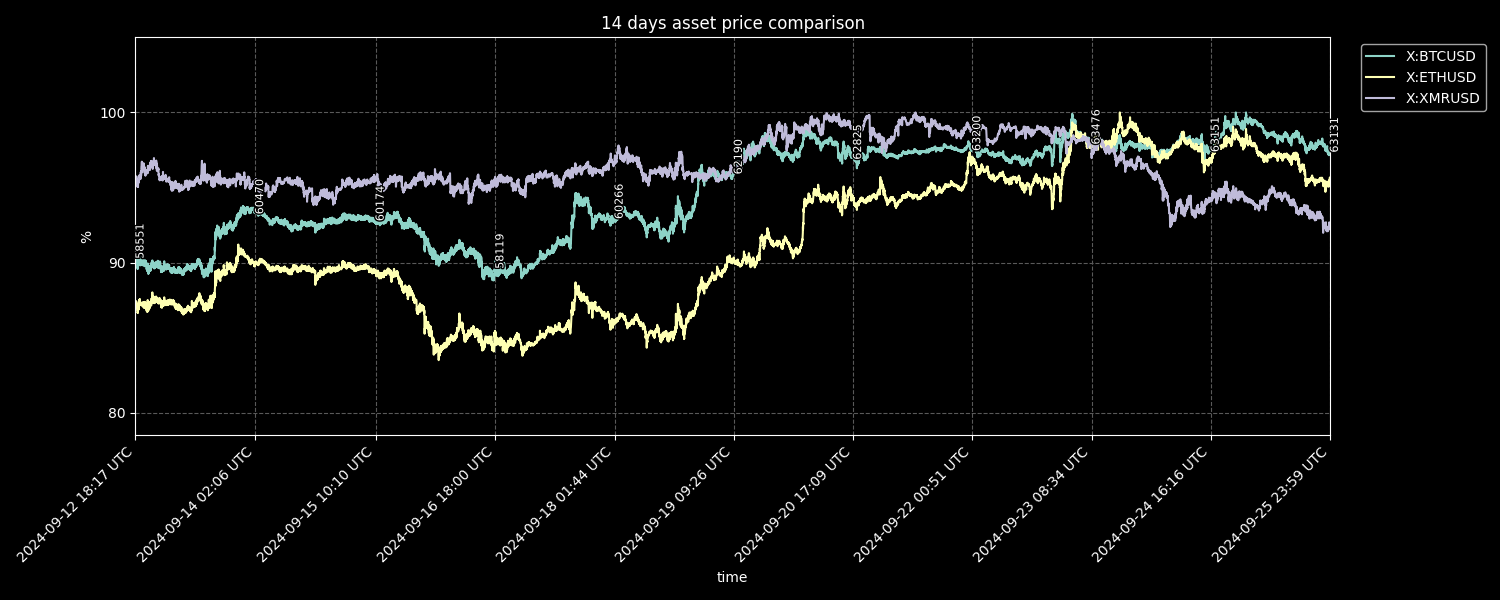 14 days asset price comparison
X:BTCUSD
X:ETHUSD
X:XMRUSD
%
100
90
80
58551
60470
60174
58119
60266
62190
62825
63200
63476
63151
63131
2024-09-12 18:17 UTC
2024-09-14 02:06 UTC
2024-09-15 10:10 UTC
2024-09-16 18:00 UTC
2024-09-18 01:44 UTC
2024-09-19 09:26 UTC
2024-09-20 17:09 UTC
2024-09-22 00:51 UTC
2024-09-23 08:34 UTC
2024-09-24 16:16 UTC
2024-09-25 23:59 UTC
time